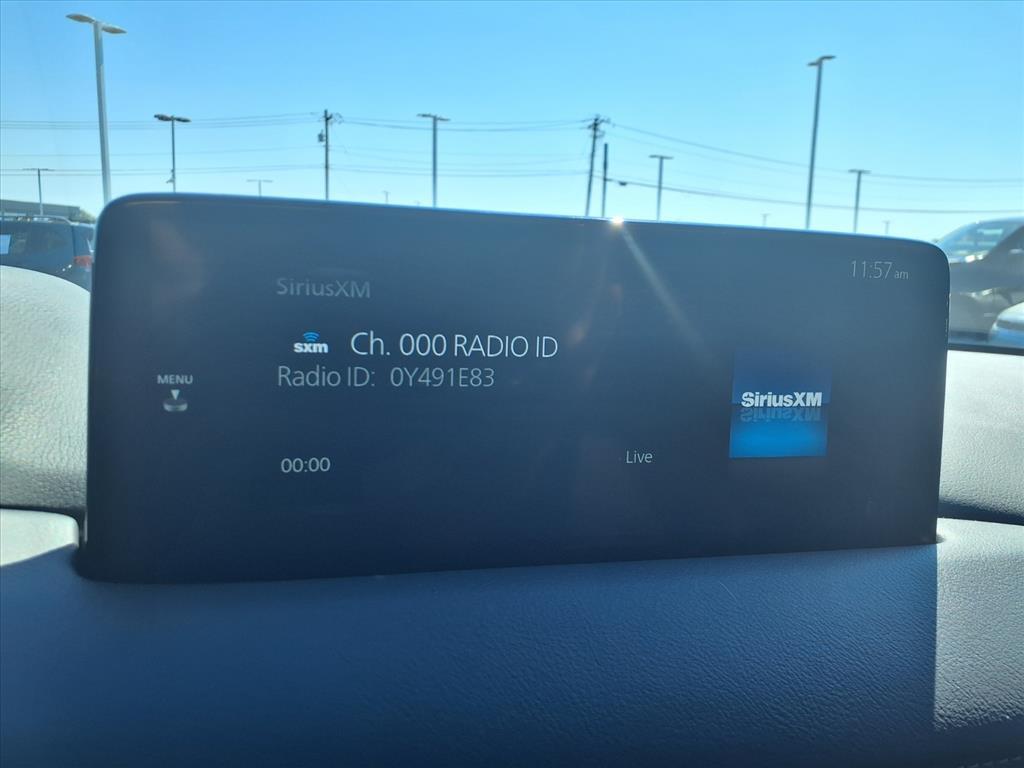 SiriusXM
11:57 am
sxm Ch. 000 RADIO ID
Radio ID: 0Y491E83
MENU
SiriusXM
00:00
Live